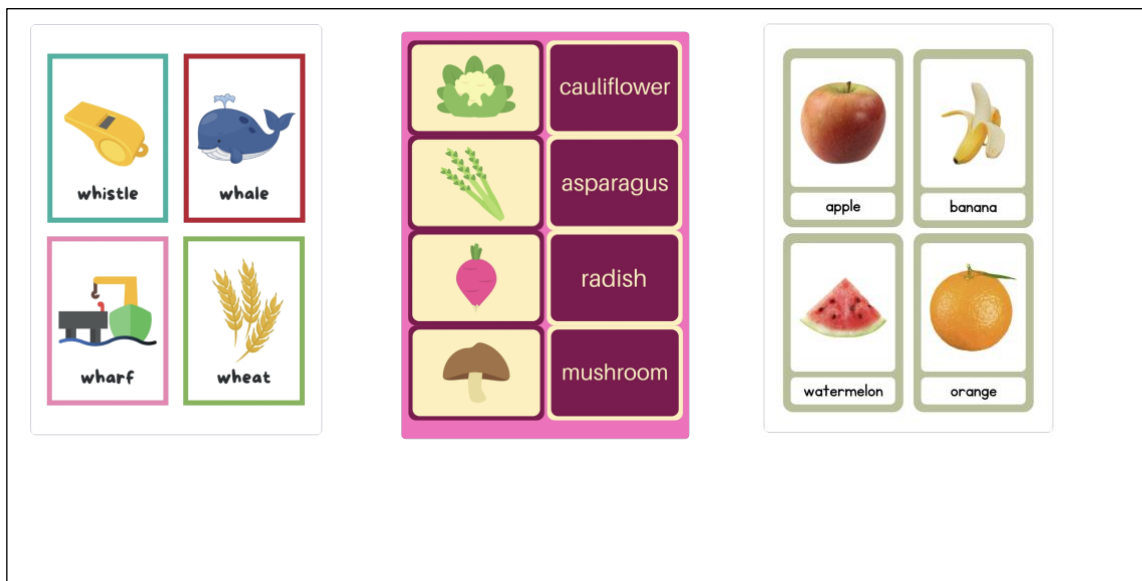 whistle
whale
wharf
wheat
cauliflower
asparagus
radish
mushroom
apple
banana
watermelon
orange